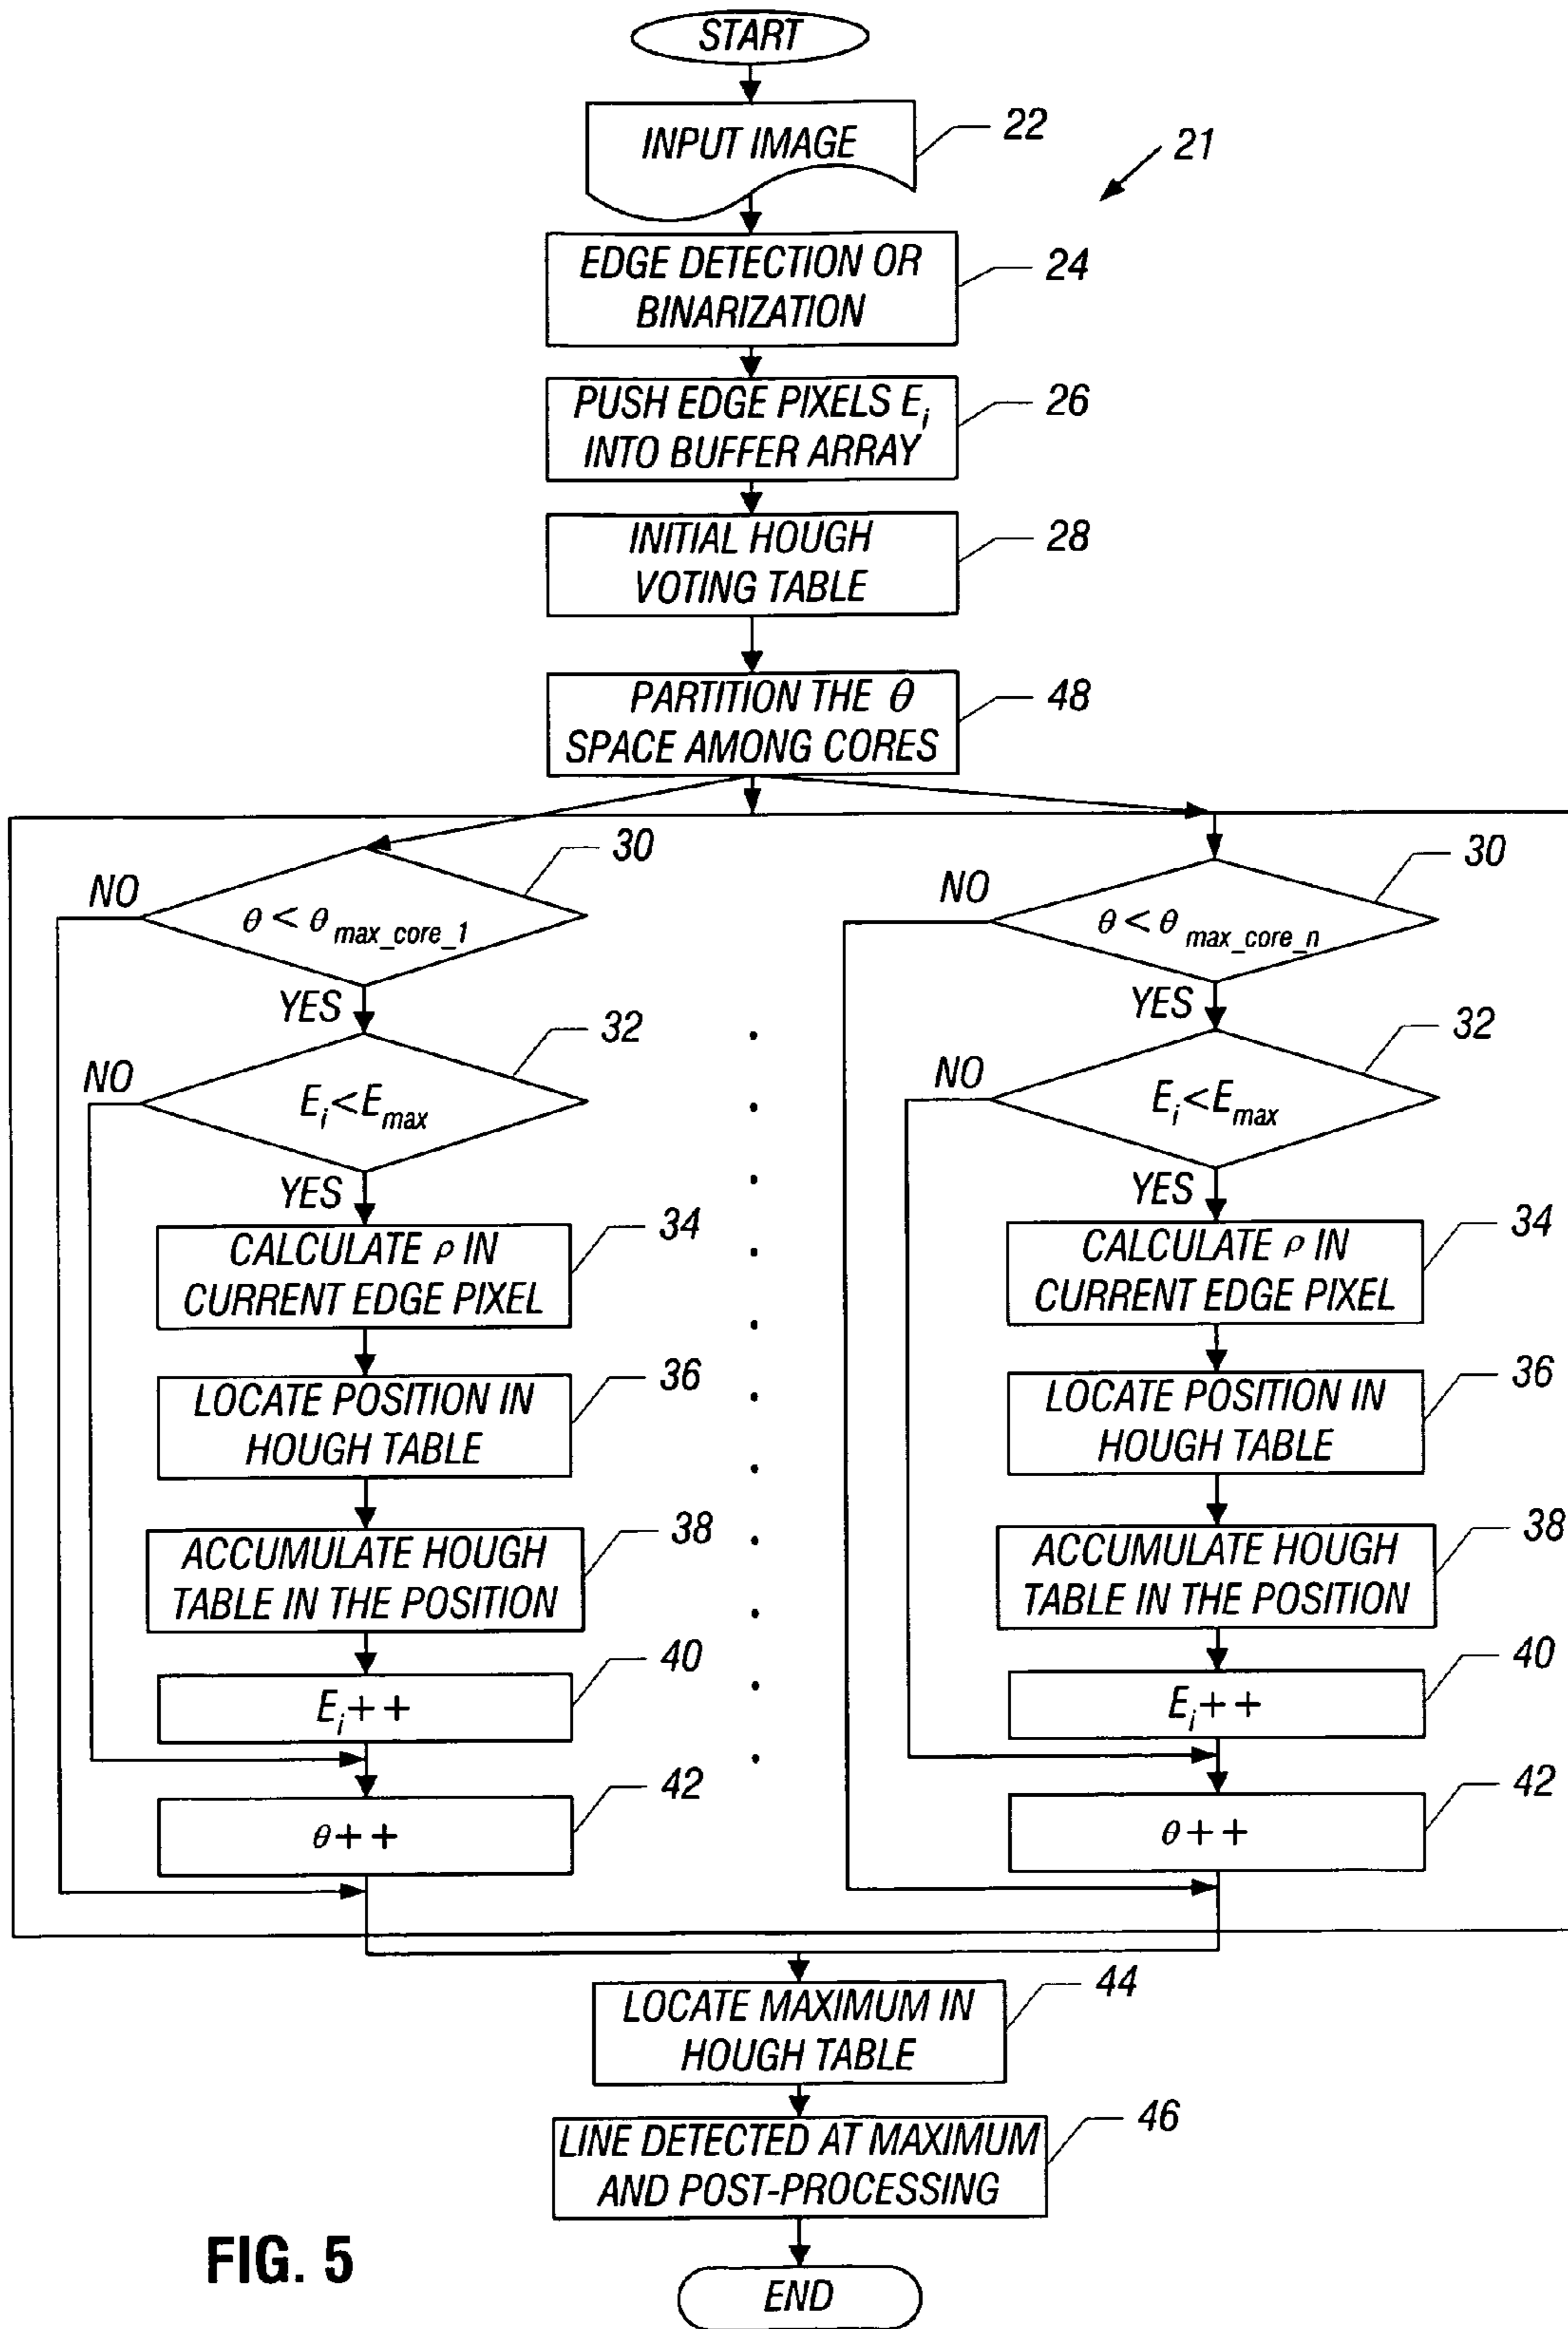 START
INPUT IMAGE
22
21
EDGE DETECTION OR
BINARIZATION
24
PUSH EDGE PIXELS Ei
INTO BUFFER ARRAY
26
INITIAL HOUGH
VOTING TABLE
28
PARTITION THE θ
SPACE AMONG CORES
48
NO
θ < θ max_core_1
30
YES
NO
Ei<Emax
32
YES
CALCULATE ρ IN
CURRENT EDGE PIXEL
34
LOCATE POSITION IN
HOUGH TABLE
36
ACCUMULATE HOUGH
TABLE IN THE POSITION
38
Ei++
40
θ++
42
NO
θ < θ max_core_n
30
YES
NO
Ei<Emax
32
YES
CALCULATE ρ IN
CURRENT EDGE PIXEL
34
LOCATE POSITION IN
HOUGH TABLE
36
ACCUMULATE HOUGH
TABLE IN THE POSITION
38
Ei++
40
θ++
42
LOCATE MAXIMUM IN
HOUGH TABLE
44
LINE DETECTED AT MAXIMUM
AND POST-PROCESSING
46
END
FIG. 5